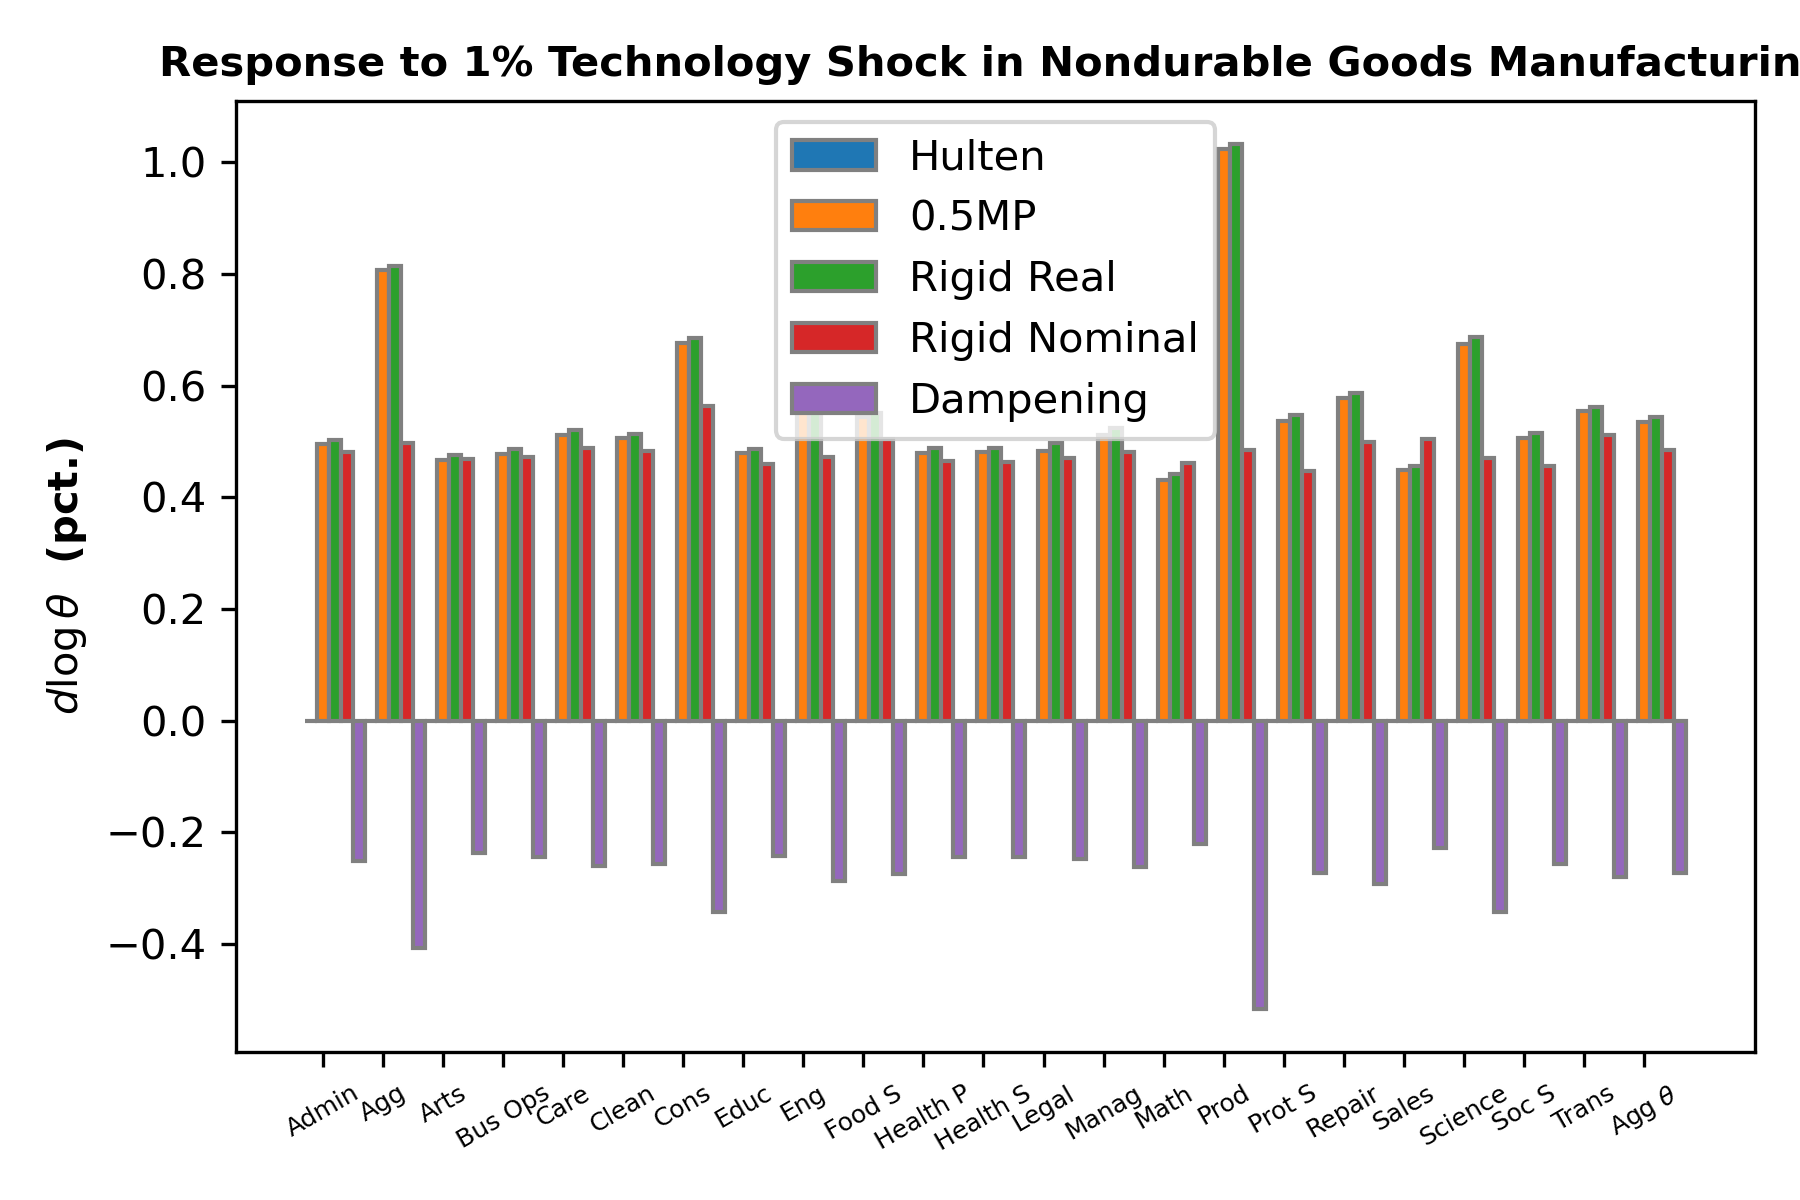 Response to 1% Technology Shock in Nondurable Goods Manufacturin
Hulten
0.5MP
Rigid Real
Rigid Nominal
Dampening
1.0
0.8
0.6
0.4
0.2
0.0
−0.2
−0.4
dlog θ (pct.)
Admin
Agg
Arts
Bus Ops
Care
Clean
Cons
Educ
Eng
Food S
Health P
Health S
Legal
Manag
Math
Prod
Prot S
Repair
Sales
Science
Soc S
Trans
Agg θ